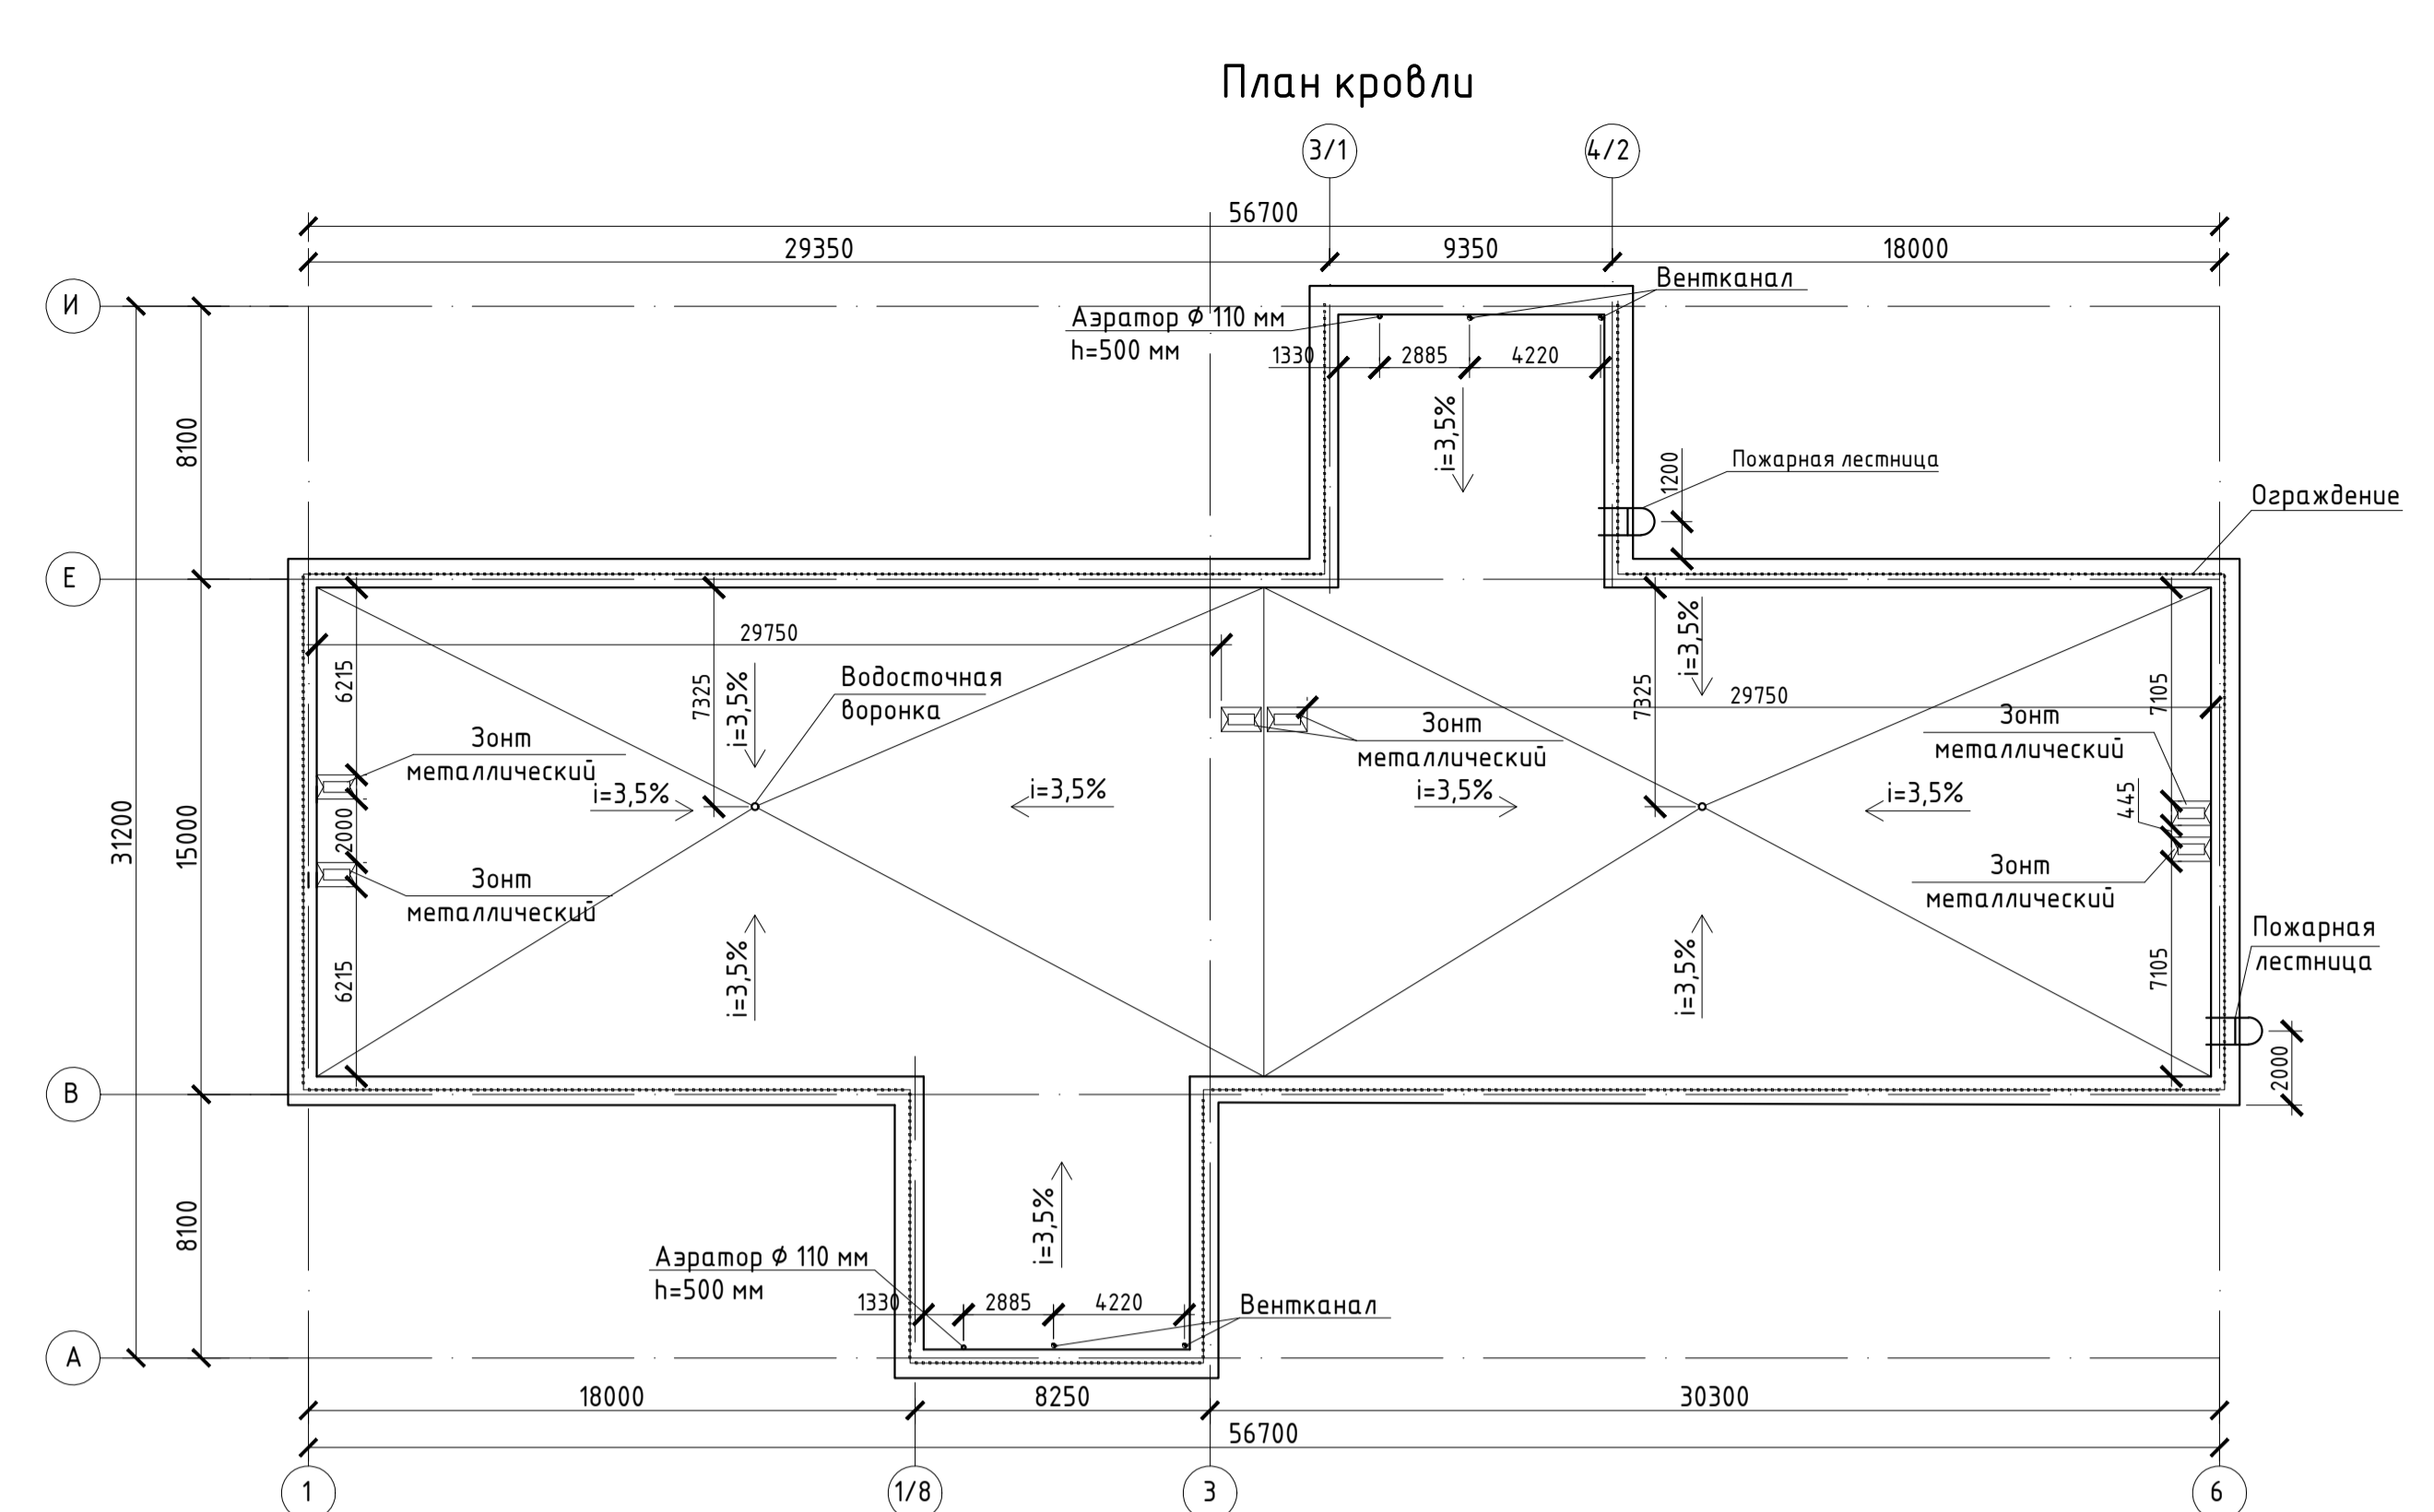 План кровли
3/1
4/2
56700
29350
9350
18000
Вентканал
И
Аэратор Ф 110 мм
h=500 мм
1330
2885
4220
i=3,5%
8100
Пожарная лестница
1200
Ограждение
Е
29750
6215
7325
i=3,5%
Водосточная
воронка
i=3,5%
7325
29750
7105
Зонт
металлический
Зонт
металлический
Зонт
металлический
i=3,5%
i=3,5%
i=3,5%
i=3,5%
445
31200
15000
2000
Зонт
металлический
Зонт
металлический
6215
i=3,5%
i=3,5%
7105
Пожарная
лестница
2000
В
8100
i=3,5%
Аэратор Ф 110 мм
h=500 мм
1330
2885
4220
Вентканал
А
18000
8250
30300
56700
1
1/8
3
6